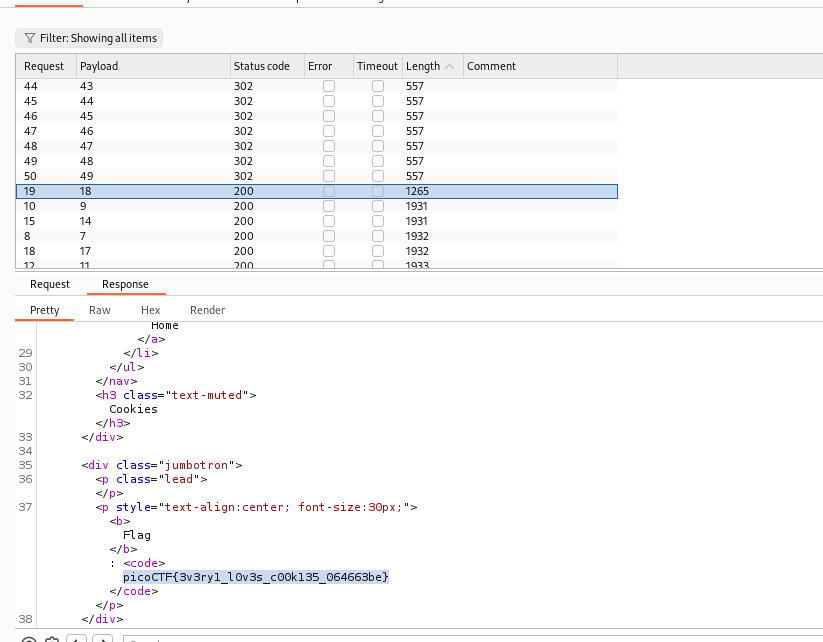 Filter: Showing all items
Request Payload Status code Error Timeout Length Comment
44 43 302 557
45 44 302 557
46 45 302 557
47 46 302 557
48 47 302 557
49 48 302 557
50 49 302 557
19 18 200 1265
10 9 200 1931
15 14 200 1931
8 7 200 1932
18 17 200 1932
12 11 200 1933
Request Response
Pretty Raw Hex Render
Home
</a>
29 </li>
30 </ul>
31 </nav>
32 <h3 class="text-muted">
Cookies
</h3>
33 </div>
34
35 <div class="jumbotron">
36 <p class="lead">
</p>
37 <p style="text-align:center; font-size:30px;">
<b>
Flag
</b>
: <code>
picoCTF{3v3ry1_l0v3s_c00k135_064663be}
</code>
</p>
38 </div>